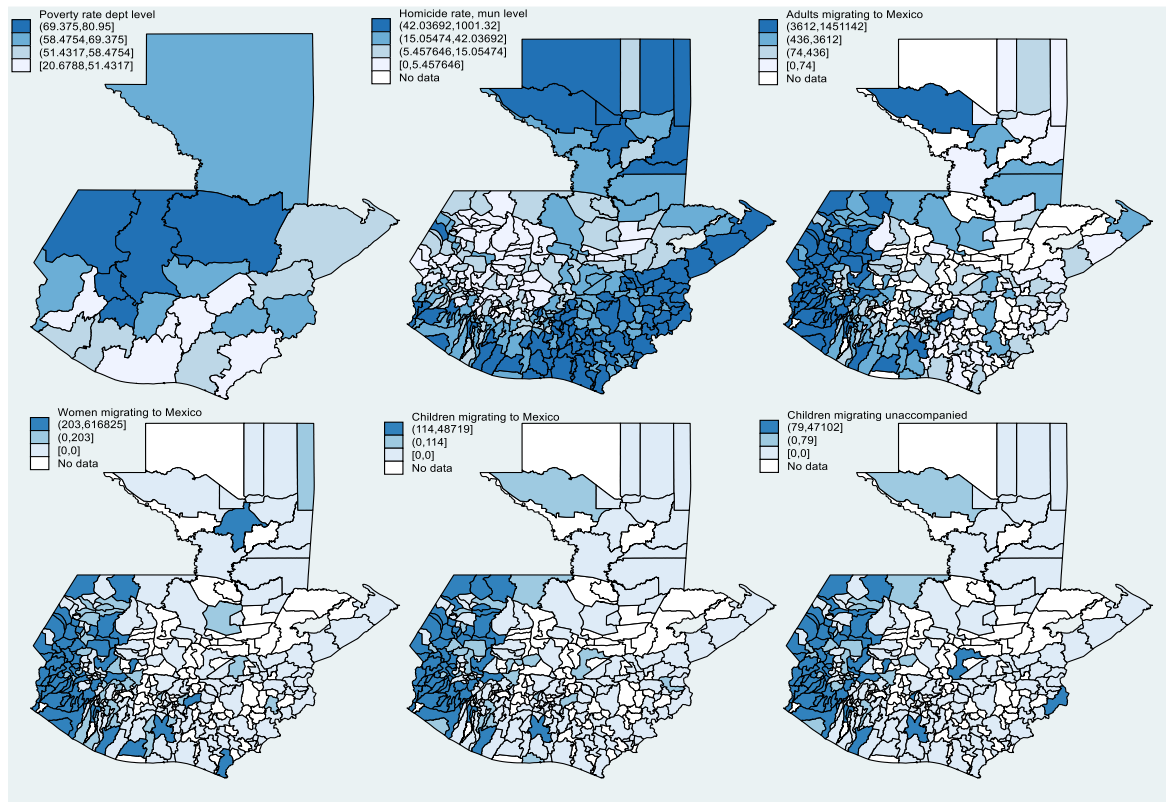 Poverty rate dept level
(69.375,80.95]
(58.4754,69.375]
(51.4317,58.4754]
[20.6788,51.4317]
Homicide rate, mun level
(42.03692,1001.32]
(15.05474,42.03692]
(5.457646,15.05474]
[0,5.457646]
No data
Adults migrating to Mexico
(3612,1451142]
(436,3612]
(74,436]
[0,74]
No data
Women migrating to Mexico
(203,616825]
(0,203]
[0,0]
No data
Children migrating to Mexico
(114,48719]
(0,114]
[0,0]
No data
Children migrating unaccompanied
(79,47102]
(0,79]
[0,0]
No data